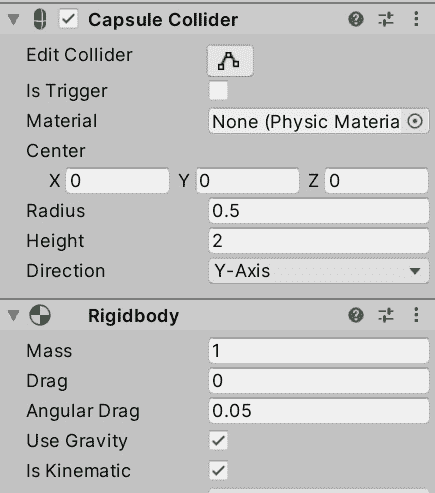 Capsule Collider
Edit Collider
Is Trigger
Material None (Physic Materia
Center
X 0 Y 0 Z 0
Radius 0.5
Height 2
Direction Y-Axis
Rigidbody
Mass 1
Drag 0
Angular Drag 0.05
Use Gravity
Is Kinematic